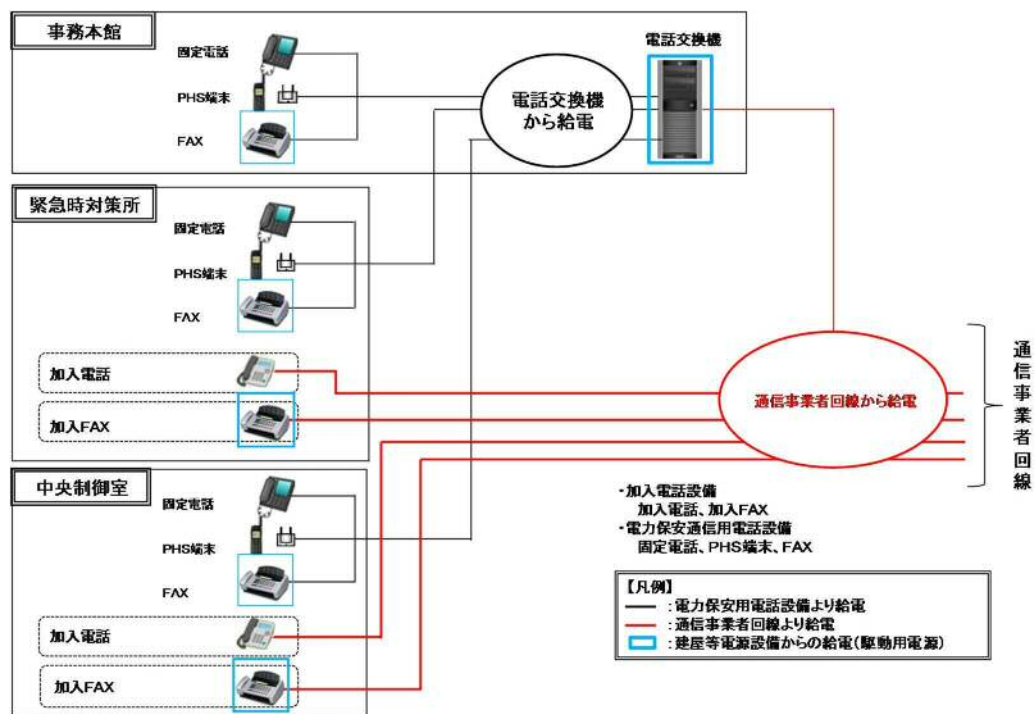 事務本館
固定電話
PHS端末
FAX
電話交換機
から給電
電話交換機
緊急時対策所
固定電話
PHS端末
FAX
加入電話
加入FAX
通信事業者回線から給電
通信事業者回線
中央制御室
固定電話
PHS端末
FAX
加入電話
加入FAX
・加入電話設備
加入電話、加入FAX
・電力保安通信用電話設備
固定電話、PHS端末、FAX
【凡例】
：電力保安用電話設備より給電
：通信事業者回線より給電
：建屋等電源設備からの給電（駆動用電源）